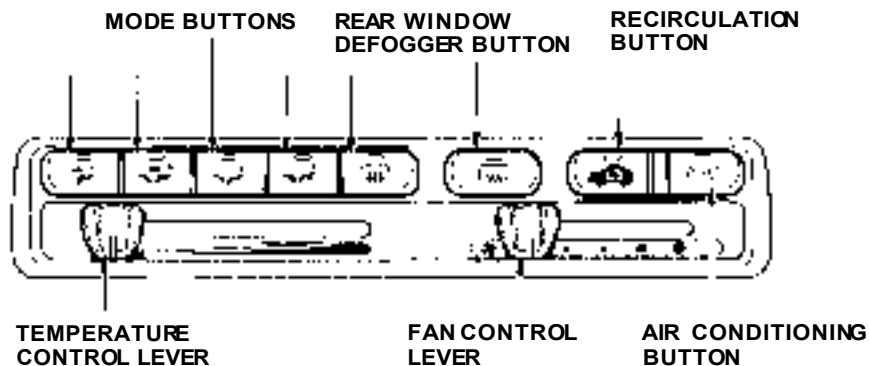 MODE BUTTONS
REAR WINDOW
DEFOGGER BUTTON
RECIRCULATION
BUTTON
TEMPERATURE
CONTROL LEVER
FAN CONTROL
LEVER
AIR CONDITIONING
BUTTON